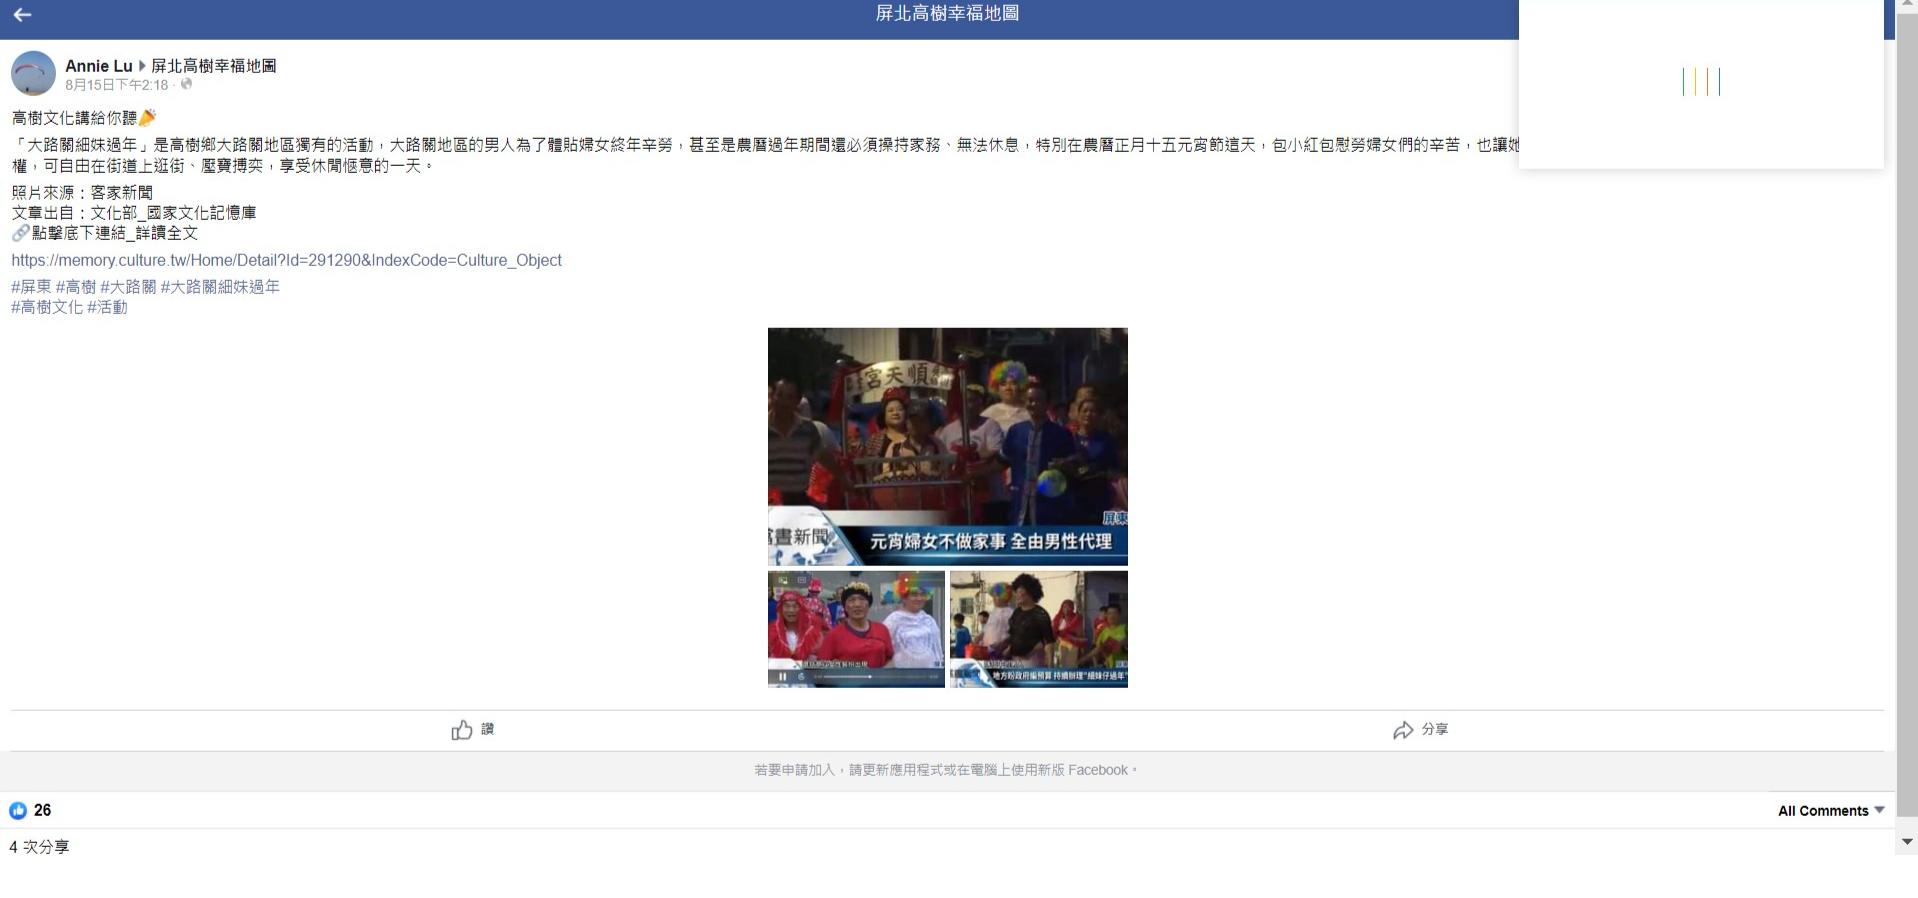 屏北高樹幸福地圖
Annie Lu ▶ 屏北高樹幸福地圖
8月15日下午2:18 ·
高樹文化講給你聽🎉
「大路關細妹過年」是高樹鄉大路關地區獨有的活動，大路關地區的男人為了體貼婦女終年辛勞，甚至是農曆過年期間還必須操持家務、無法休息，特別在農曆正月十五元宵節這天，包小紅包慰勞婦女們的辛苦，也讓她
權，可自由在街道上逛街、壓寶搏奕，享受休閒愜意的一天。
照片來源：客家新聞
文章出自：文化部_國家文化記憶庫
🔗點擊底下連結_詳讀全文
https://memory.culture.tw/Home/Detail?Id=291290&IndexCode=Culture_Object
#屏東 #高樹 #大路關 #大路關細妹過年
#高樹文化 #活動
宮天順
屏東
晝新聞
元宵婦女不做家事 全由男性代理
地方盼政府編預算 持續辦理"細妹仔過年"
讚
分享
若要申請加入，請更新應用程式或在電腦上使用新版 Facebook。
26
All Comments
4 次分享